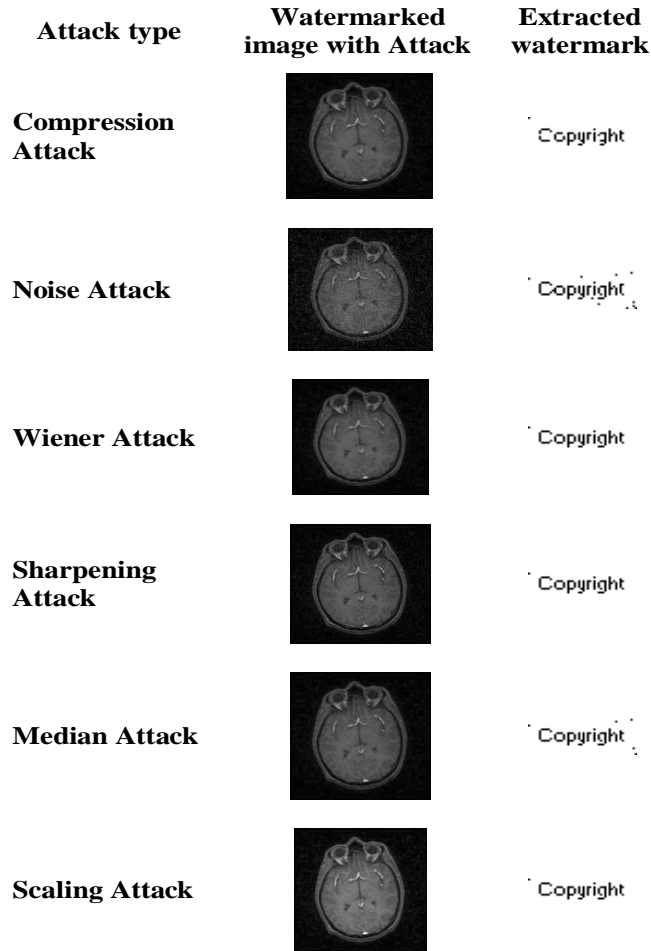 Attack type
Watermarked
image with Attack
Extracted
watermark
Compression
Attack
Copyright
Noise Attack
Copyright
Wiener Attack
Copyright
Sharpening
Attack
Copyright
Median Attack
Copyright
Scaling Attack
Copyright